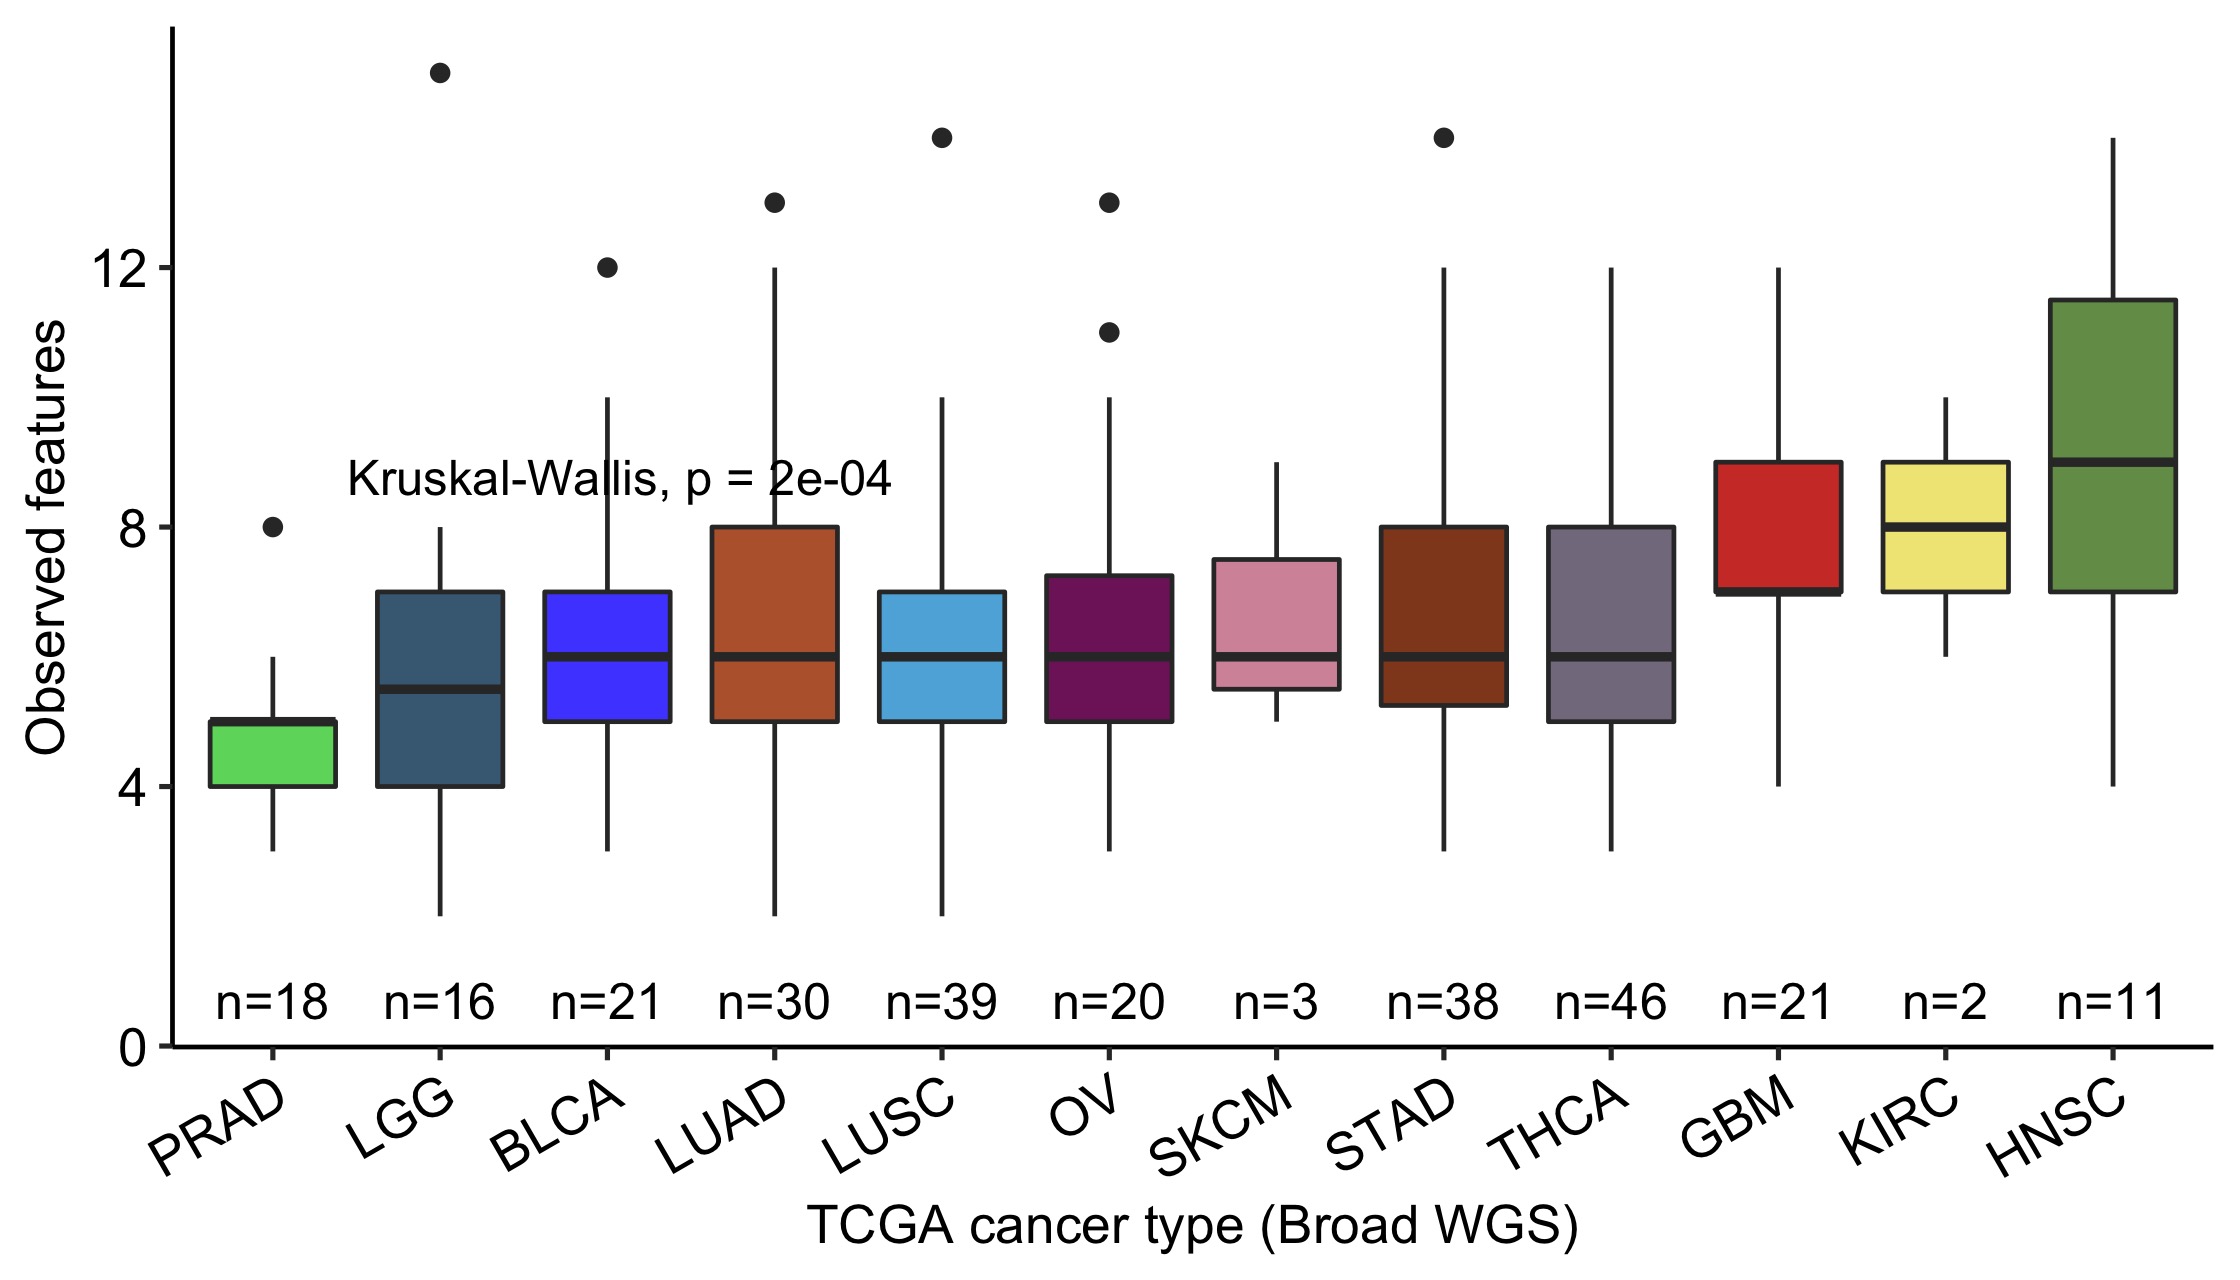 Observed features
12
8
4
0
Kruskal-Wallis, p = 2e-04
n=18 n=16 n=21 n=30 n=39 n=20 n=3 n=38 n=46 n=21 n=2 n=11
PRAD LGG BLCA LUAD LUSC OV SKCM STAD THCA GBM KIRC HNSC
TCGA cancer type (Broad WGS)